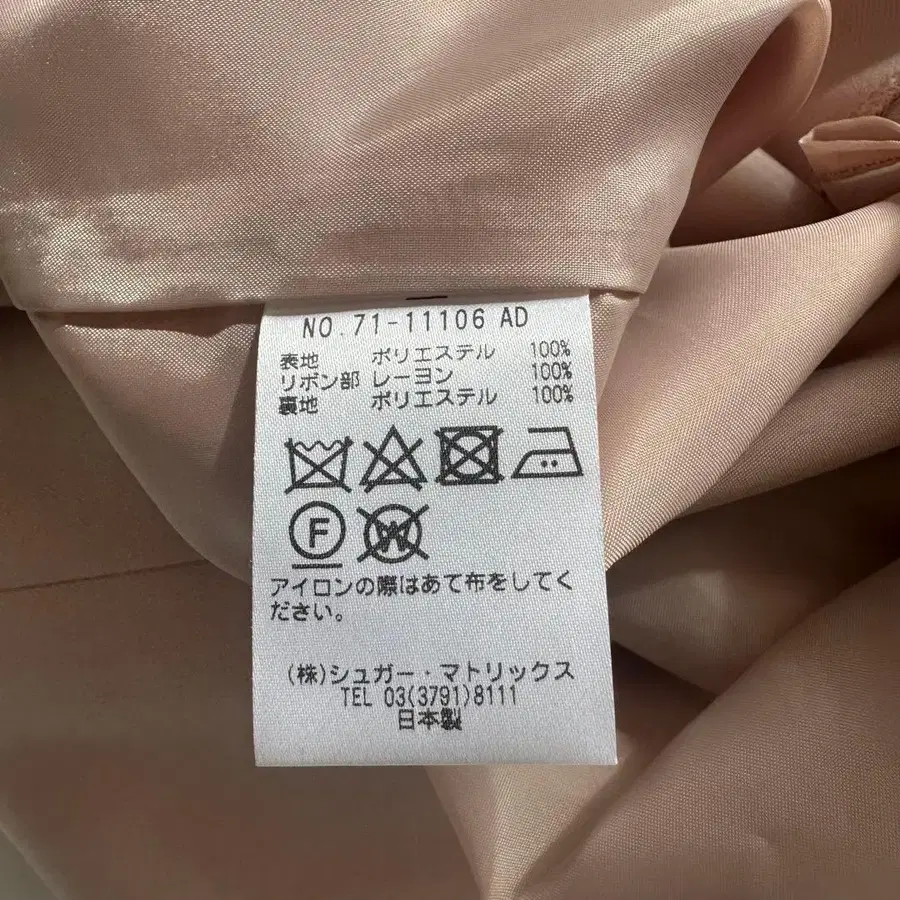 NO.71-11106 AD
表地 ポリエステル 100%
リボン部 レーヨン 100%
裏地 ポリエステル 100%
F W
アイロンの際はあて布をしてく
ださい。
(株)シュガー・マトリックス
TEL 03(3791)8111
日本製